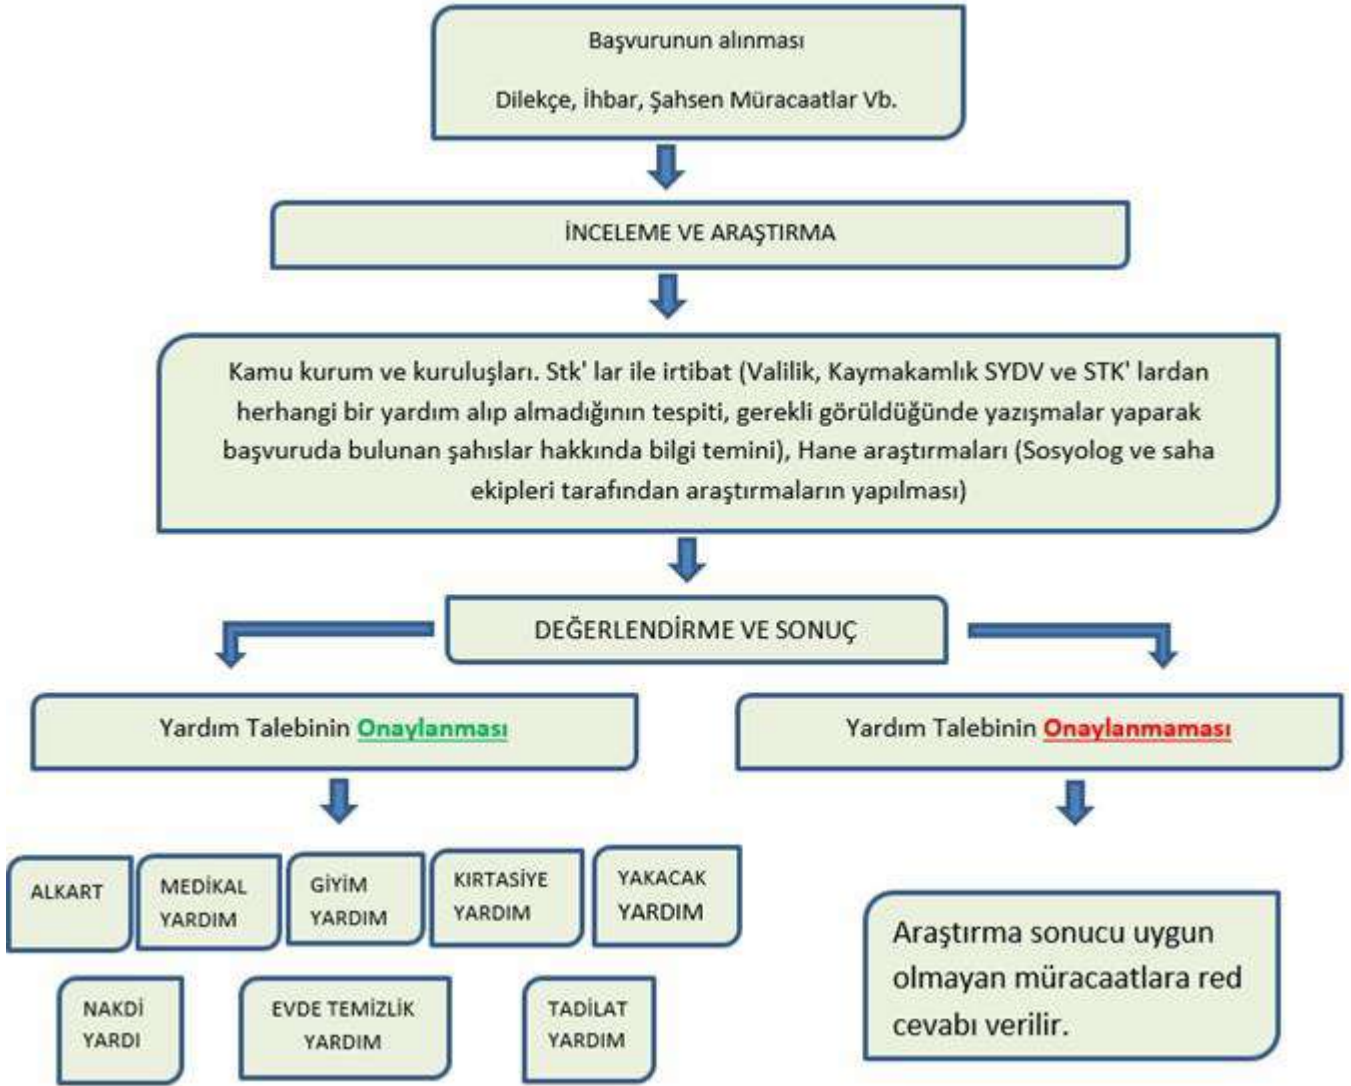 Başvurunun alınması
Dilekçe, İhbar, Şahsen Müracaatlar Vb.
İNCELEME VE ARAŞTIRMA
Kamu kurum ve kuruluşları. Stk' lar ile irtibat (Valilik, Kaymakamlık SYDV ve STK' lardan
herhangi bir yardım alıp almadığının tespiti, gerekli görüldüğünde yazışmalar yaparak
başvuruda bulunan şahıslar hakkında bilgi temini), Hane araştırmaları (Sosyolog ve saha
ekipleri tarafından araştırmaların yapılması)
DEĞERLENDİRME VE SONUÇ
Yardım Talebinin Onaylanması
Yardım Talebinin Onaylanmaması
ALKART
MEDİKAL
YARDIM
GİYİM
YARDIM
KIRTASİYE
YARDIM
YAKACAK
YARDIM
NAKDİ
YARDI
EVDE TEMİZLİK
YARDIM
TADİLAT
YARDIM
Araştırma sonucu uygun
olmayan müracaatlara red
cevabı verilir.